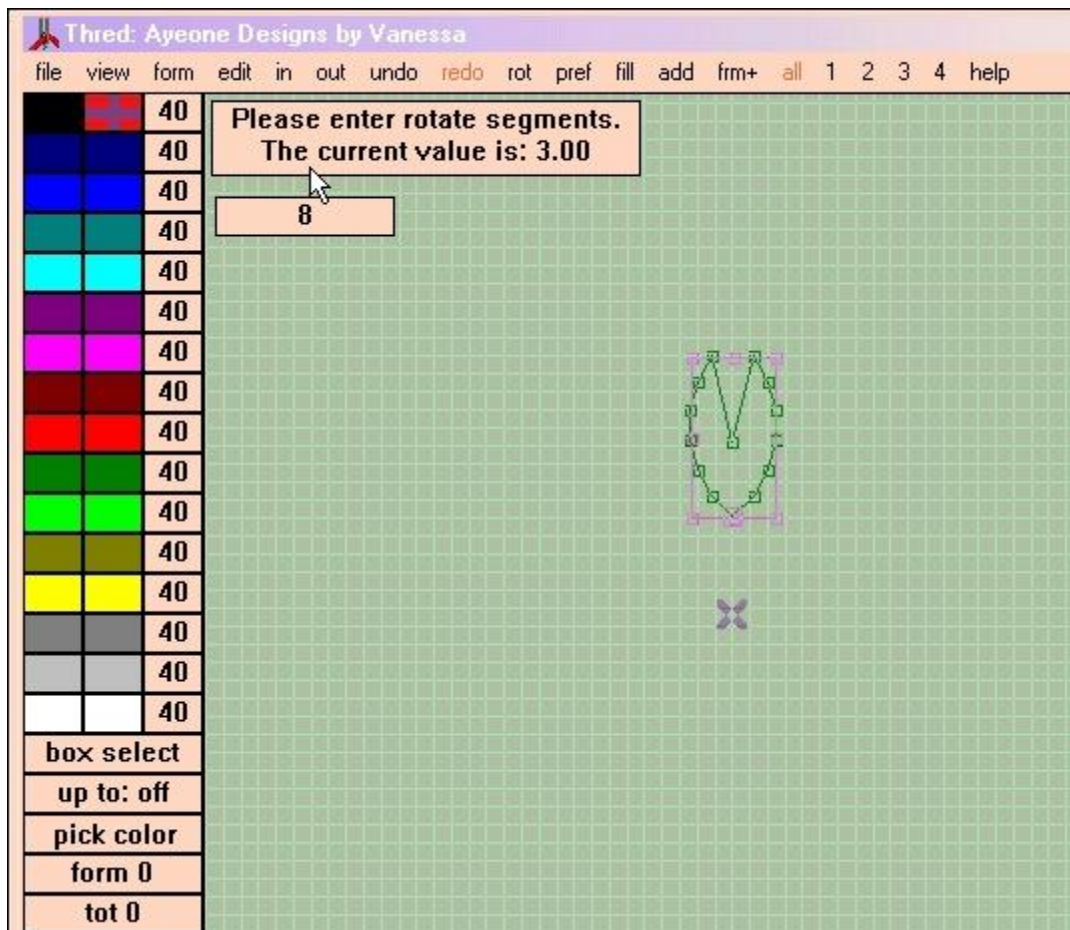 Thred: Ayeone Designs by Vanessa
file view form edit in out undo redo rot pref fill add frm+ all 1 2 3 4 help
40
Please enter rotate segments.
The current value is: 3.00
40
40
8
40
40
40
40
40
40
40
40
40
40
40
40
40
box select
up to: off
pick color
form 0
tot 0